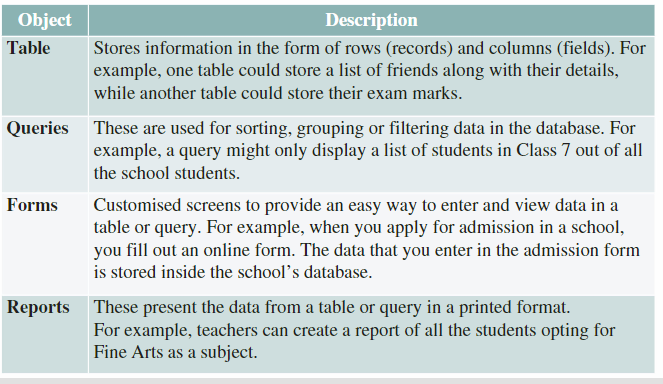 Object Description
Table Stores information in the form of rows (records) and columns (fields). For
example, one table could store a list of friends along with their details,
while another table could store their exam marks.
Queries These are used for sorting, grouping or filtering data in the database. For
example, a query might only display a list of students in Class 7 out of all
the school students.
Forms Customised screens to provide an easy way to enter and view data in a
table or query. For example, when you apply for admission in a school,
you fill out an online form. The data that you enter in the admission form
is stored inside the school’s database.
Reports These present the data from a table or query in a printed format.
For example, teachers can create a report of all the students opting for
Fine Arts as a subject.